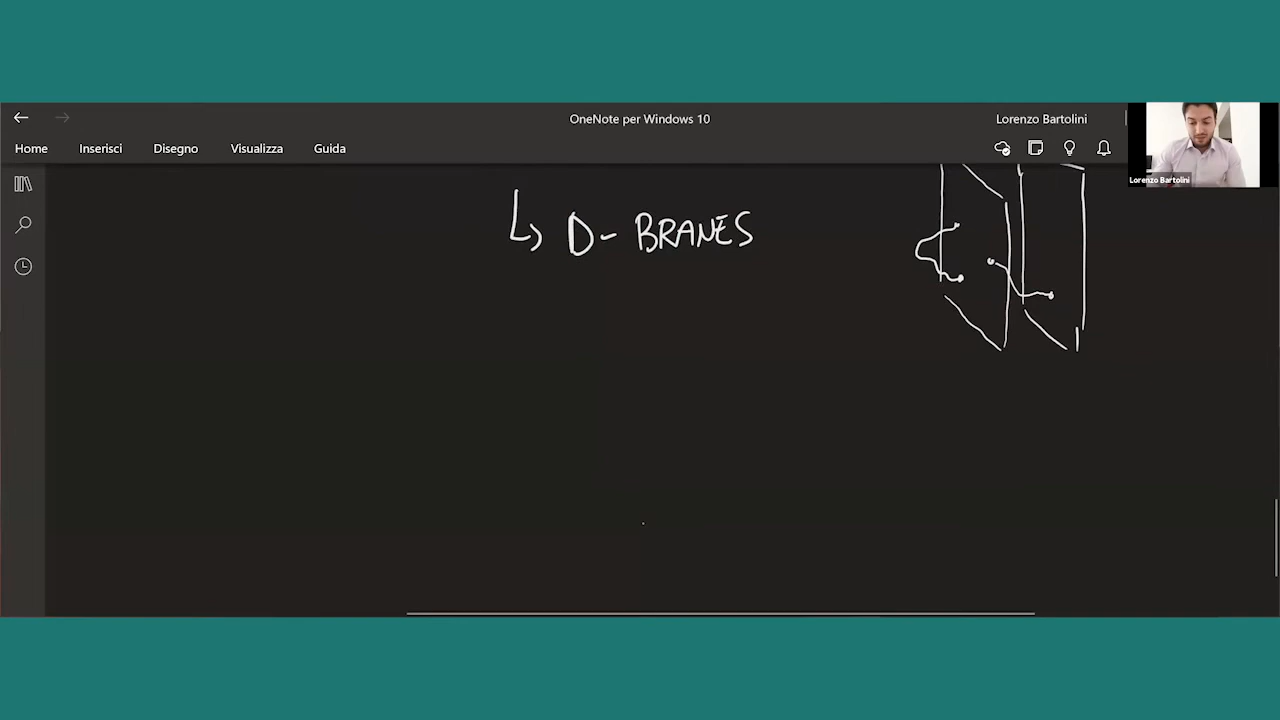 OneNote per Windows 10
Lorenzo Bartolini
Home Inserisci Disegno Visualizza Guida
Lorenzo Bartolini
↳ D- BRANES